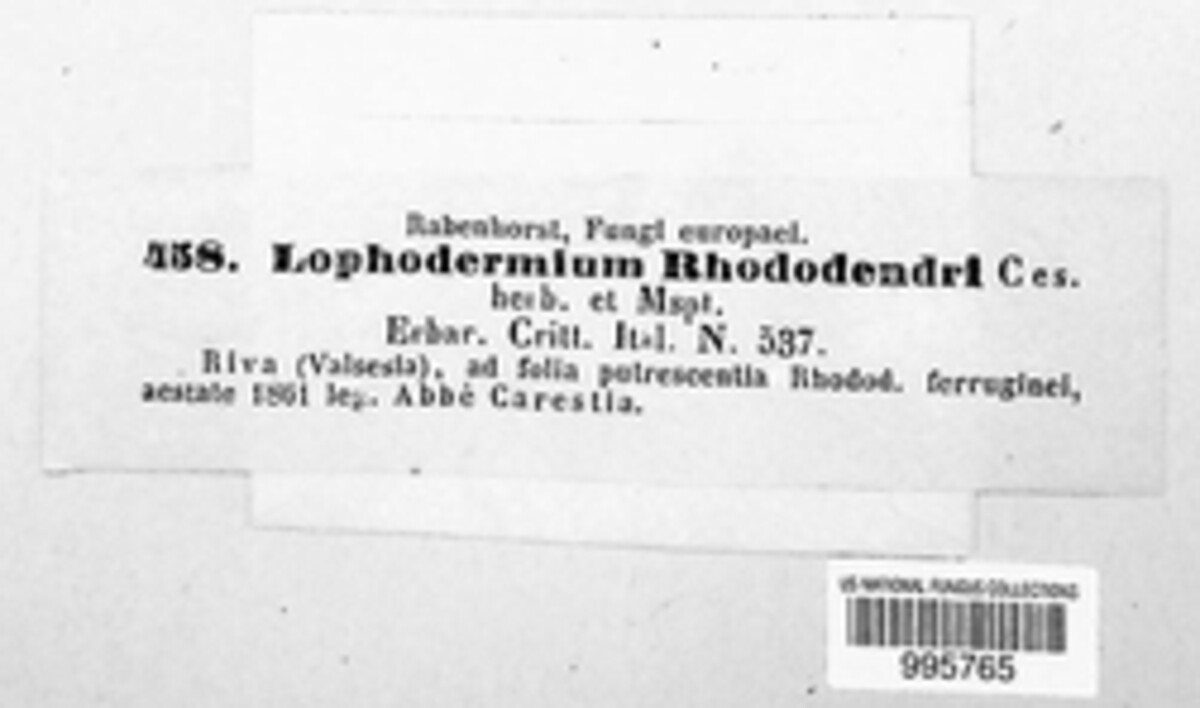 Rabenhorst, Fungi europaei.
458. Lophodermium Rhododendri Ces.
herb. et Mspt.
Erbar. Critt. Ital. N. 537.
Riva (Valsesia), ad folia putrescentia Rhodod. ferruginei,
aestate 1861 leg. Abbé Carestia.
US NATIONAL FUNGUS COLLECTIONS
995765